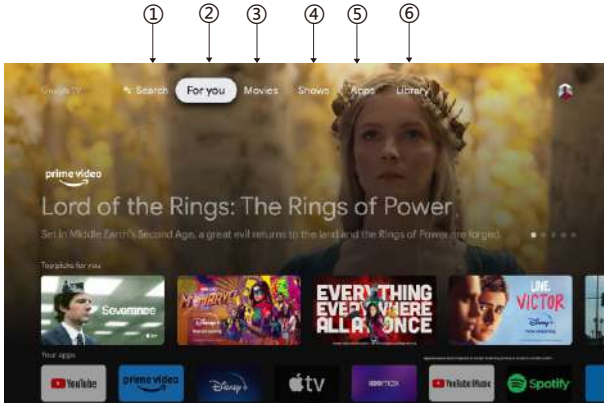 ① ② ③ ④ ⑤ ⑥
Google TV Search For you Movies Shows Apps Library
prime video
Lord of the Rings: The Rings of Power
Set in Middle Earth's Second Age, a great evil returns to the land and the Rings of Power are forged.
Top picks for you
Severance
MS. MARVEL
Disney+
EVERYTHING
EVERYWHERE
ALL AT ONCE
LOVE,
VICTOR
Disney+
Your apps
YouTube prime video Disney+ tv HBOMAX YouTube Music Spotify